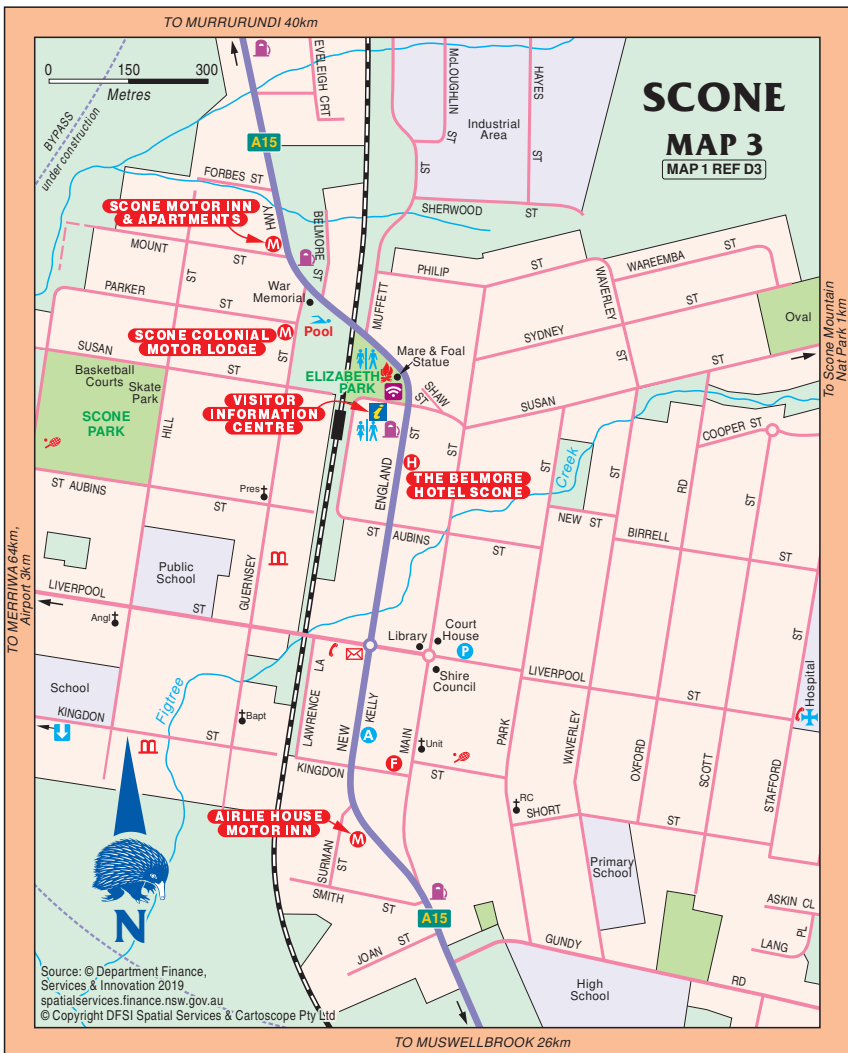 TO MURRURUNDI 40km
0 150 300
Metres
BYPASS
under construction
EVELEIGH CRT
McLOUGHLIN
ST
HAYES
ST
Industrial
Area
SCONE
MAP 3
MAP 1 REF D3
A15
FORBES ST
HWY
ST
SHERWOOD ST
SCONE MOTOR INN
& APARTMENTS
M
BELMORE ST
MOUNT ST
PHILIP ST
WAVERLEY ST
WAREEMBA ST
PARKER ST
ST
War
Memorial
MUFFETT
SYDNEY ST
Oval
TO Scone Mountain
Nat Park 1km
SCONE COLONIAL
MOTOR LODGE
M
Pool
SUSAN
ST
Mare & Foal
Statue
Basketball
Courts
Skate
Park
SCONE
PARK
HILL
ELIZABETH
PARK
SHAW
ST
SUSAN
ST
VISITOR
INFORMATION
CENTRE
i
ST
ST
COOPER ST
H
THE BELMORE
HOTEL SCONE
ENGLAND
ST
Creek
ST
RD
ST
ST AUBINS
ST
Pres
ST AUBINS
ST
NEW ST
BIRRELL
ST
Public
School
GUERNSEY
TO MERRIWA 64km,
Airport 3km
LIVERPOOL
ST
Angl
Library
Court
House
P
Shire
Council
LIVERPOOL
ST
ST
Hospital
School
KINGDON
ST
Figtree
Bapt
LAWRENCE LA
NEW
KELLY
A
MAIN
Unit
PARK
WAVERLEY
OXFORD
SCOTT
STAFFORD
KINGDON
F
ST
RC
SHORT
ST
AIRLIE HOUSE
MOTOR INN
M
SURMAN
ST
Primary
School
SMITH
ST
A15
ASKIN CL
LANG PL
N
JOAN ST
GUNDY
RD
High
School
Source: © Department Finance,
Services & Innovation 2019
spatialservices.finance.nsw.gov.au
© Copyright DFSI Spatial Services & Cartoscope Pty Ltd
TO MUSWELLBROOK 26km